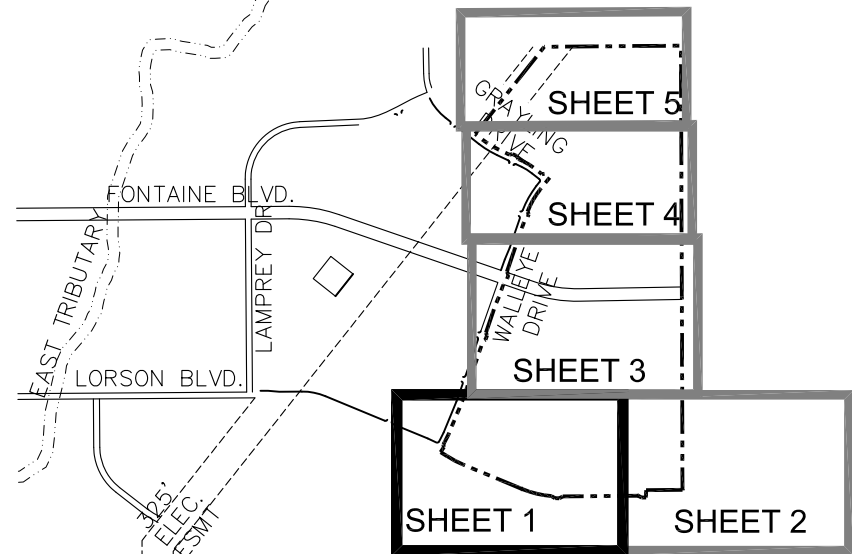 GRAYLING
DRIVE
SHEET 5
FONTAINE BLVD.
SHEET 4
EAST TRIBUTARY
LAMPREY DR
WALLEYE
DRIVE
LORSON BLVD.
SHEET 3
325'
ELEC.
ESMT
SHEET 1
SHEET 2